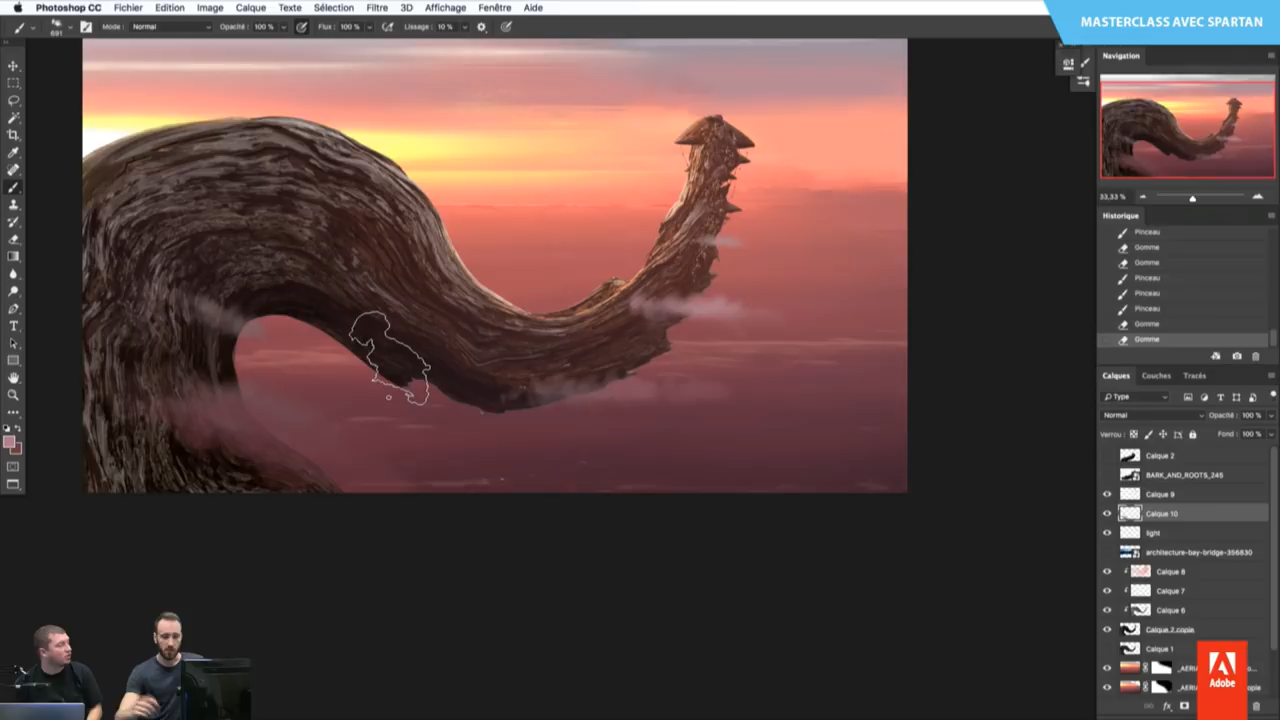 Photoshop CC Fichier Edition Image Calque Texte Sélection Filtre 3D Affichage Fenêtre Aide
MASTERCLASS AVEC SPARTAN
691 Mode : Normal Opacité : 100 % Flux : 100 % Lissage : 10 %
Navigation
33,33 %
Historique
Pinceau
Gomme
Gomme
Pinceau
Pinceau
Pinceau
Gomme
Gomme
Calques Couches Tracés
Type
Normal Opacité : 100 %
Verrou : Fond : 100 %
Calque 2
BARK_AND_ROOTS_245
Calque 9
Calque 10
light
architecture-bay-bridge-356830
Calque 8
Calque 7
Calque 6
Calque 2 copie
Calque 1
Adobe